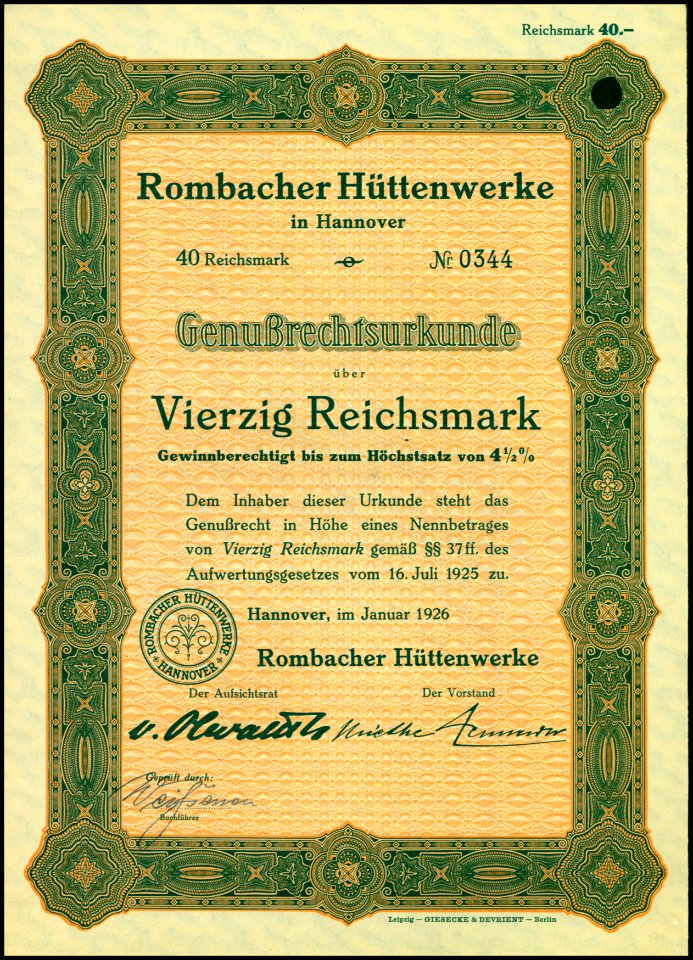 Reichsmark 40.–
Rombacher Hüttenwerke
in Hannover
40 Reichsmark № 0344
Genußrechtsurkunde
über
Vierzig Reichsmark
Gewinnberechtigt bis zum Höchstsatz von 4½%
Dem Inhaber dieser Urkunde steht das
Genußrecht in Höhe eines Nennbetrages
von Vierzig Reichsmark gemäß §§ 37 ff. des
Aufwertungsgesetzes vom 16. Juli 1925 zu.
ROMBACHER HÜTTENWERKE
HANNOVER
Hannover, im Januar 1926
Rombacher Hüttenwerke
Der Aufsichtsrat Der Vorstand
Geprüft durch:
Buchführer
Leipzig — GIESECKE & DEVRIENT — Berlin